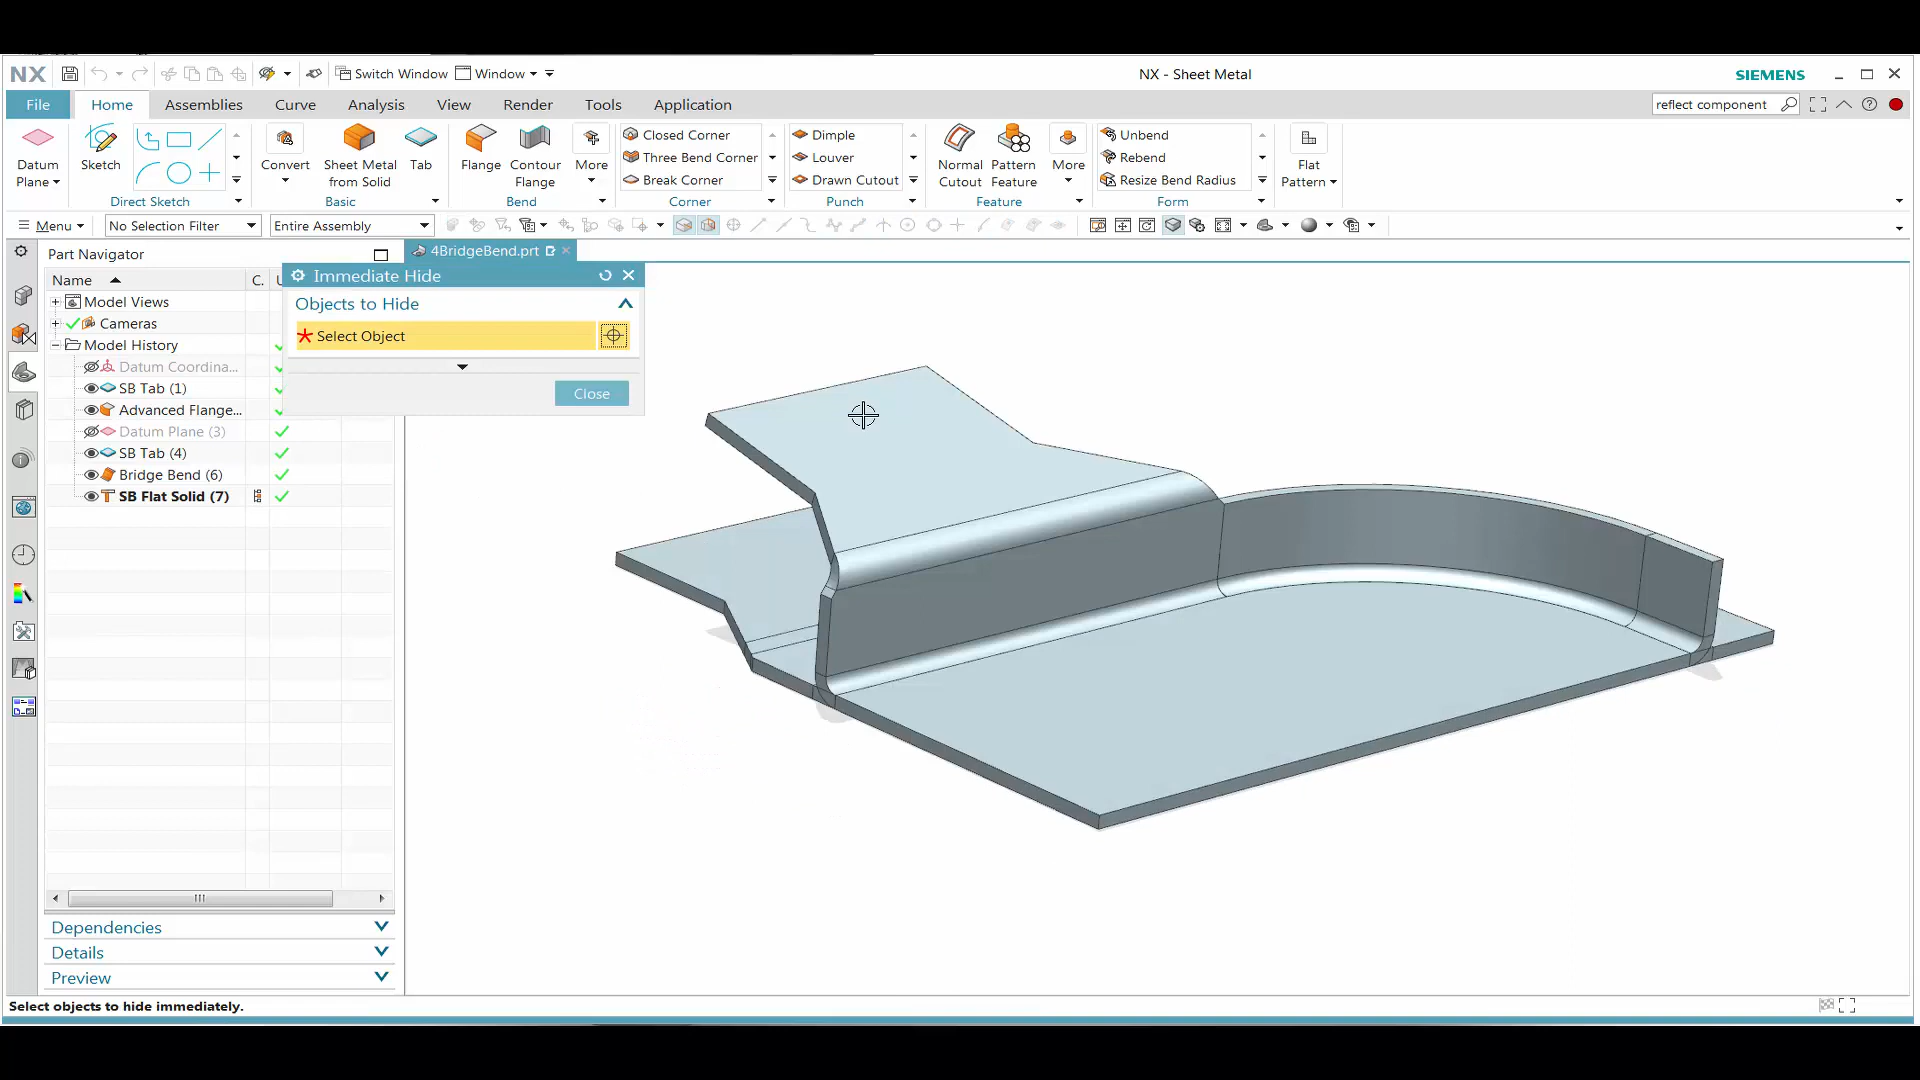 NX
Switch Window
Window
NX - Sheet Metal
SIEMENS
File
Home
Assemblies
Curve
Analysis
View
Render
Tools
Application
reflect component
Datum Plane
Sketch
Direct Sketch
Convert
Sheet Metal from Solid
Tab
Basic
Flange
Contour Flange
More
Bend
Closed Corner
Three Bend Corner
Break Corner
Corner
Dimple
Louver
Drawn Cutout
Punch
Normal Cutout
Pattern Feature
More
Feature
Unbend
Rebend
Resize Bend Radius
Form
Flat Pattern
Menu
No Selection Filter
Entire Assembly
Part Navigator
4BridgeBend.prt
Name
C.
Model Views
Cameras
Model History
Datum Coordina...
SB Tab (1)
Advanced Flange...
Datum Plane (3)
SB Tab (4)
Bridge Bend (6)
SB Flat Solid (7)
Immediate Hide
Objects to Hide
* Select Object
Close
Dependencies
Details
Preview
Select objects to hide immediately.